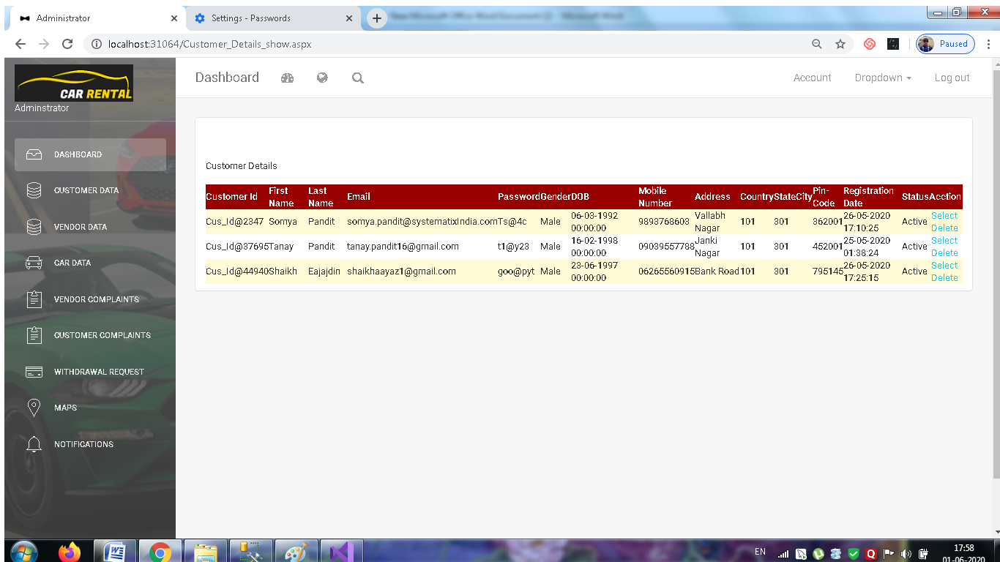 Administrator
Settings - Passwords
New Microsoft Office Word Document (2) - Microsoft Word
localhost:31064/Customer_Details_show.aspx
Paused
CAR RENTAL
Adminstrator
Dashboard
Account
Dropdown
Log out
DASHBOARD
CUSTOMER DATA
VENDOR DATA
CAR DATA
VENDOR COMPLAINTS
CUSTOMER COMPLAINTS
WITHDRAWAL REQUEST
MAPS
NOTIFICATIONS
Customer Details
Customer Id First Name Last Name Email Password Gender DOB Mobile Number Address Country State City Pin-Code Registration Date Status Acction
Cus_Id@2347 Somya Pandit somya.pandit@systematixIndia.com Ts@4c Male 06-03-1992 00:00:00 9893768603 Vallabh Nagar 101 301 362001 26-05-2020 17:10:25 Active Select Delete
Cus_Id@37695 Tanay Pandit tanay.pandit16@gmail.com t1@y23 Male 16-02-1998 00:00:00 09039557788 Janki Nagar 101 301 452001 25-05-2020 01:38:24 Active Select Delete
Cus_Id@44940 Shaikh Eajajdin shaikhaayaz1@gmail.com goo@pyt Male 23-06-1997 00:00:00 06265560915 Bank Road 101 301 795145 26-05-2020 17:25:15 Active Select Delete
EN
17:58
01-06-2020